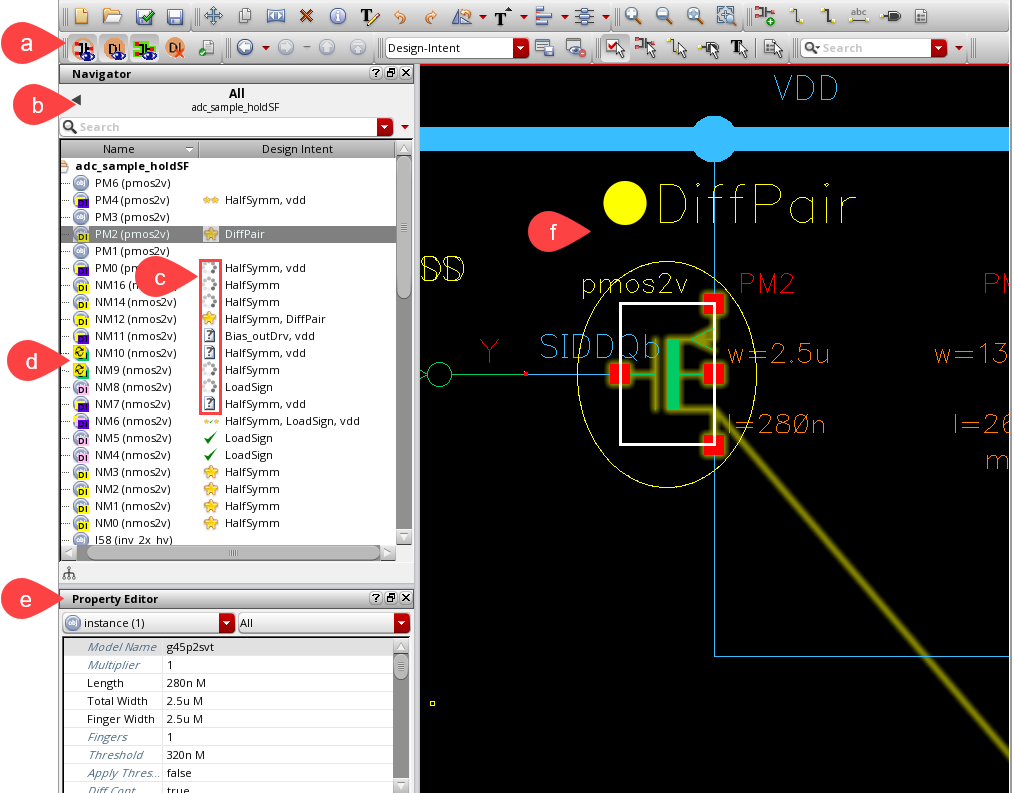 a
DI
DI
Design-Intent
T
Search
Navigator
b
All
adc_sample_holdSF
Search
Name Design Intent
adc_sample_holdSF
PM6 (pmos2v)
PM4 (pmos2v) HalfSymm, vdd
PM3 (pmos2v)
PM2 (pmos2v) DiffPair
PM1 (pmos2v)
PM0 (pm HalfSymm, vdd
c
NM16 HalfSymm
NM14 (nmos2v) HalfSymm
NM12 (nmos2v) HalfSymm, DiffPair
NM11 (nmos2v) Bias_outDrv, vdd
d
NM10 (nmos2v) HalfSymm, vdd
NM9 (nmos2v) HalfSymm
NM8 (nmos2v) LoadSign
NM7 (nmos2v) HalfSymm, vdd
NM6 (nmos2v) HalfSymm, LoadSign, vdd
NM5 (nmos2v) LoadSign
NM4 (nmos2v) LoadSign
NM3 (nmos2v) HalfSymm
NM2 (nmos2v) HalfSymm
NM1 (nmos2v) HalfSymm
NM0 (nmos2v) HalfSymm
I58 (inv_2x_hv)
e
Property Editor
instance (1) All
Model Name g45p2svt
Multiplier 1
Length 280n M
Total Width 2.5u M
Finger Width 2.5u M
Fingers 1
Threshold 320n M
Apply Thres... false
Diff Cont true
abc
VDD
DiffPair
f
pmos2v PM2
Y SIDDQb
w=2.5u w=13
l=280n l=26